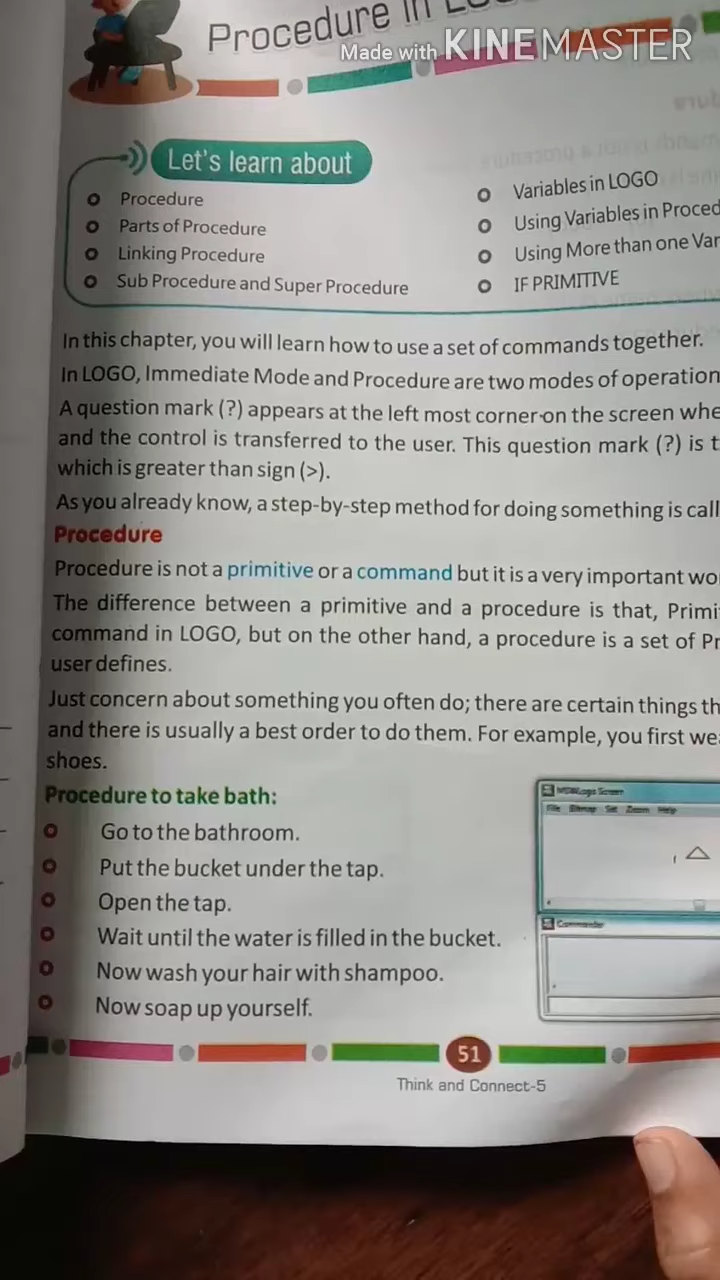 Procedure in
Made with KINEMASTER
Let's learn about
Procedure
Parts of Procedure
Linking Procedure
Sub Procedure and Super Procedure
Variables in LOGO
Using Variables in Proced
Using More than one Var
IF PRIMITIVE
In this chapter, you will learn how to use a set of commands together.
In LOGO, Immediate Mode and Procedure are two modes of operation
A question mark (?) appears at the left most corner on the screen whe
and the control is transferred to the user. This question mark (?) is t
which is greater than sign (>).
As you already know, a step-by-step method for doing something is call
Procedure
Procedure is not a primitive or a command but it is a very important wo
The difference between a primitive and a procedure is that, Primi
command in LOGO, but on the other hand, a procedure is a set of Pr
user defines.
Just concern about something you often do; there are certain things th
and there is usually a best order to do them. For example, you first we
shoes.
Procedure to take bath:
Go to the bathroom.
Put the bucket under the tap.
Open the tap.
Wait until the water is filled in the bucket.
Now wash your hair with shampoo.
Now soap up yourself.
MSWLogo Screen
File Bitmap Set Zoom Help
Commander
51
Think and Connect-5